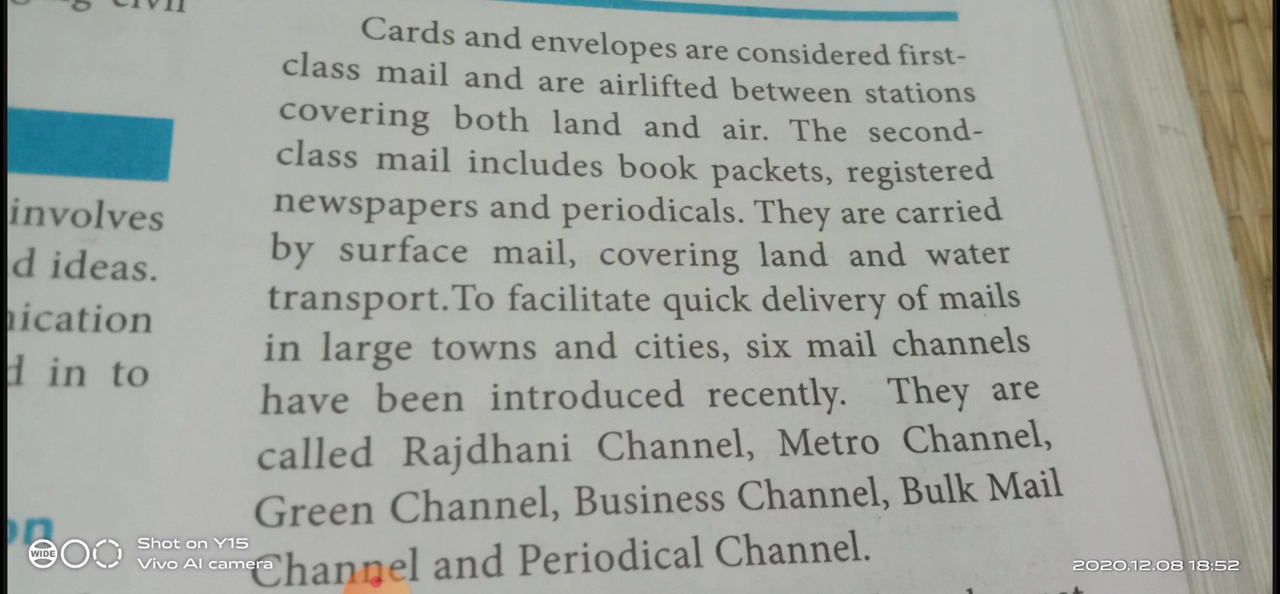 civil
involves
d ideas.
ication
d in to
on
Cards and envelopes are considered first-
class mail and are airlifted between stations
covering both land and air. The second-
class mail includes book packets, registered
newspapers and periodicals. They are carried
by surface mail, covering land and water
transport.To facilitate quick delivery of mails
in large towns and cities, six mail channels
have been introduced recently. They are
called Rajdhani Channel, Metro Channel,
Green Channel, Business Channel, Bulk Mail
Channel and Periodical Channel.
WIDE
Shot on Y15
Vivo AI camera
2020.12.08 18:52